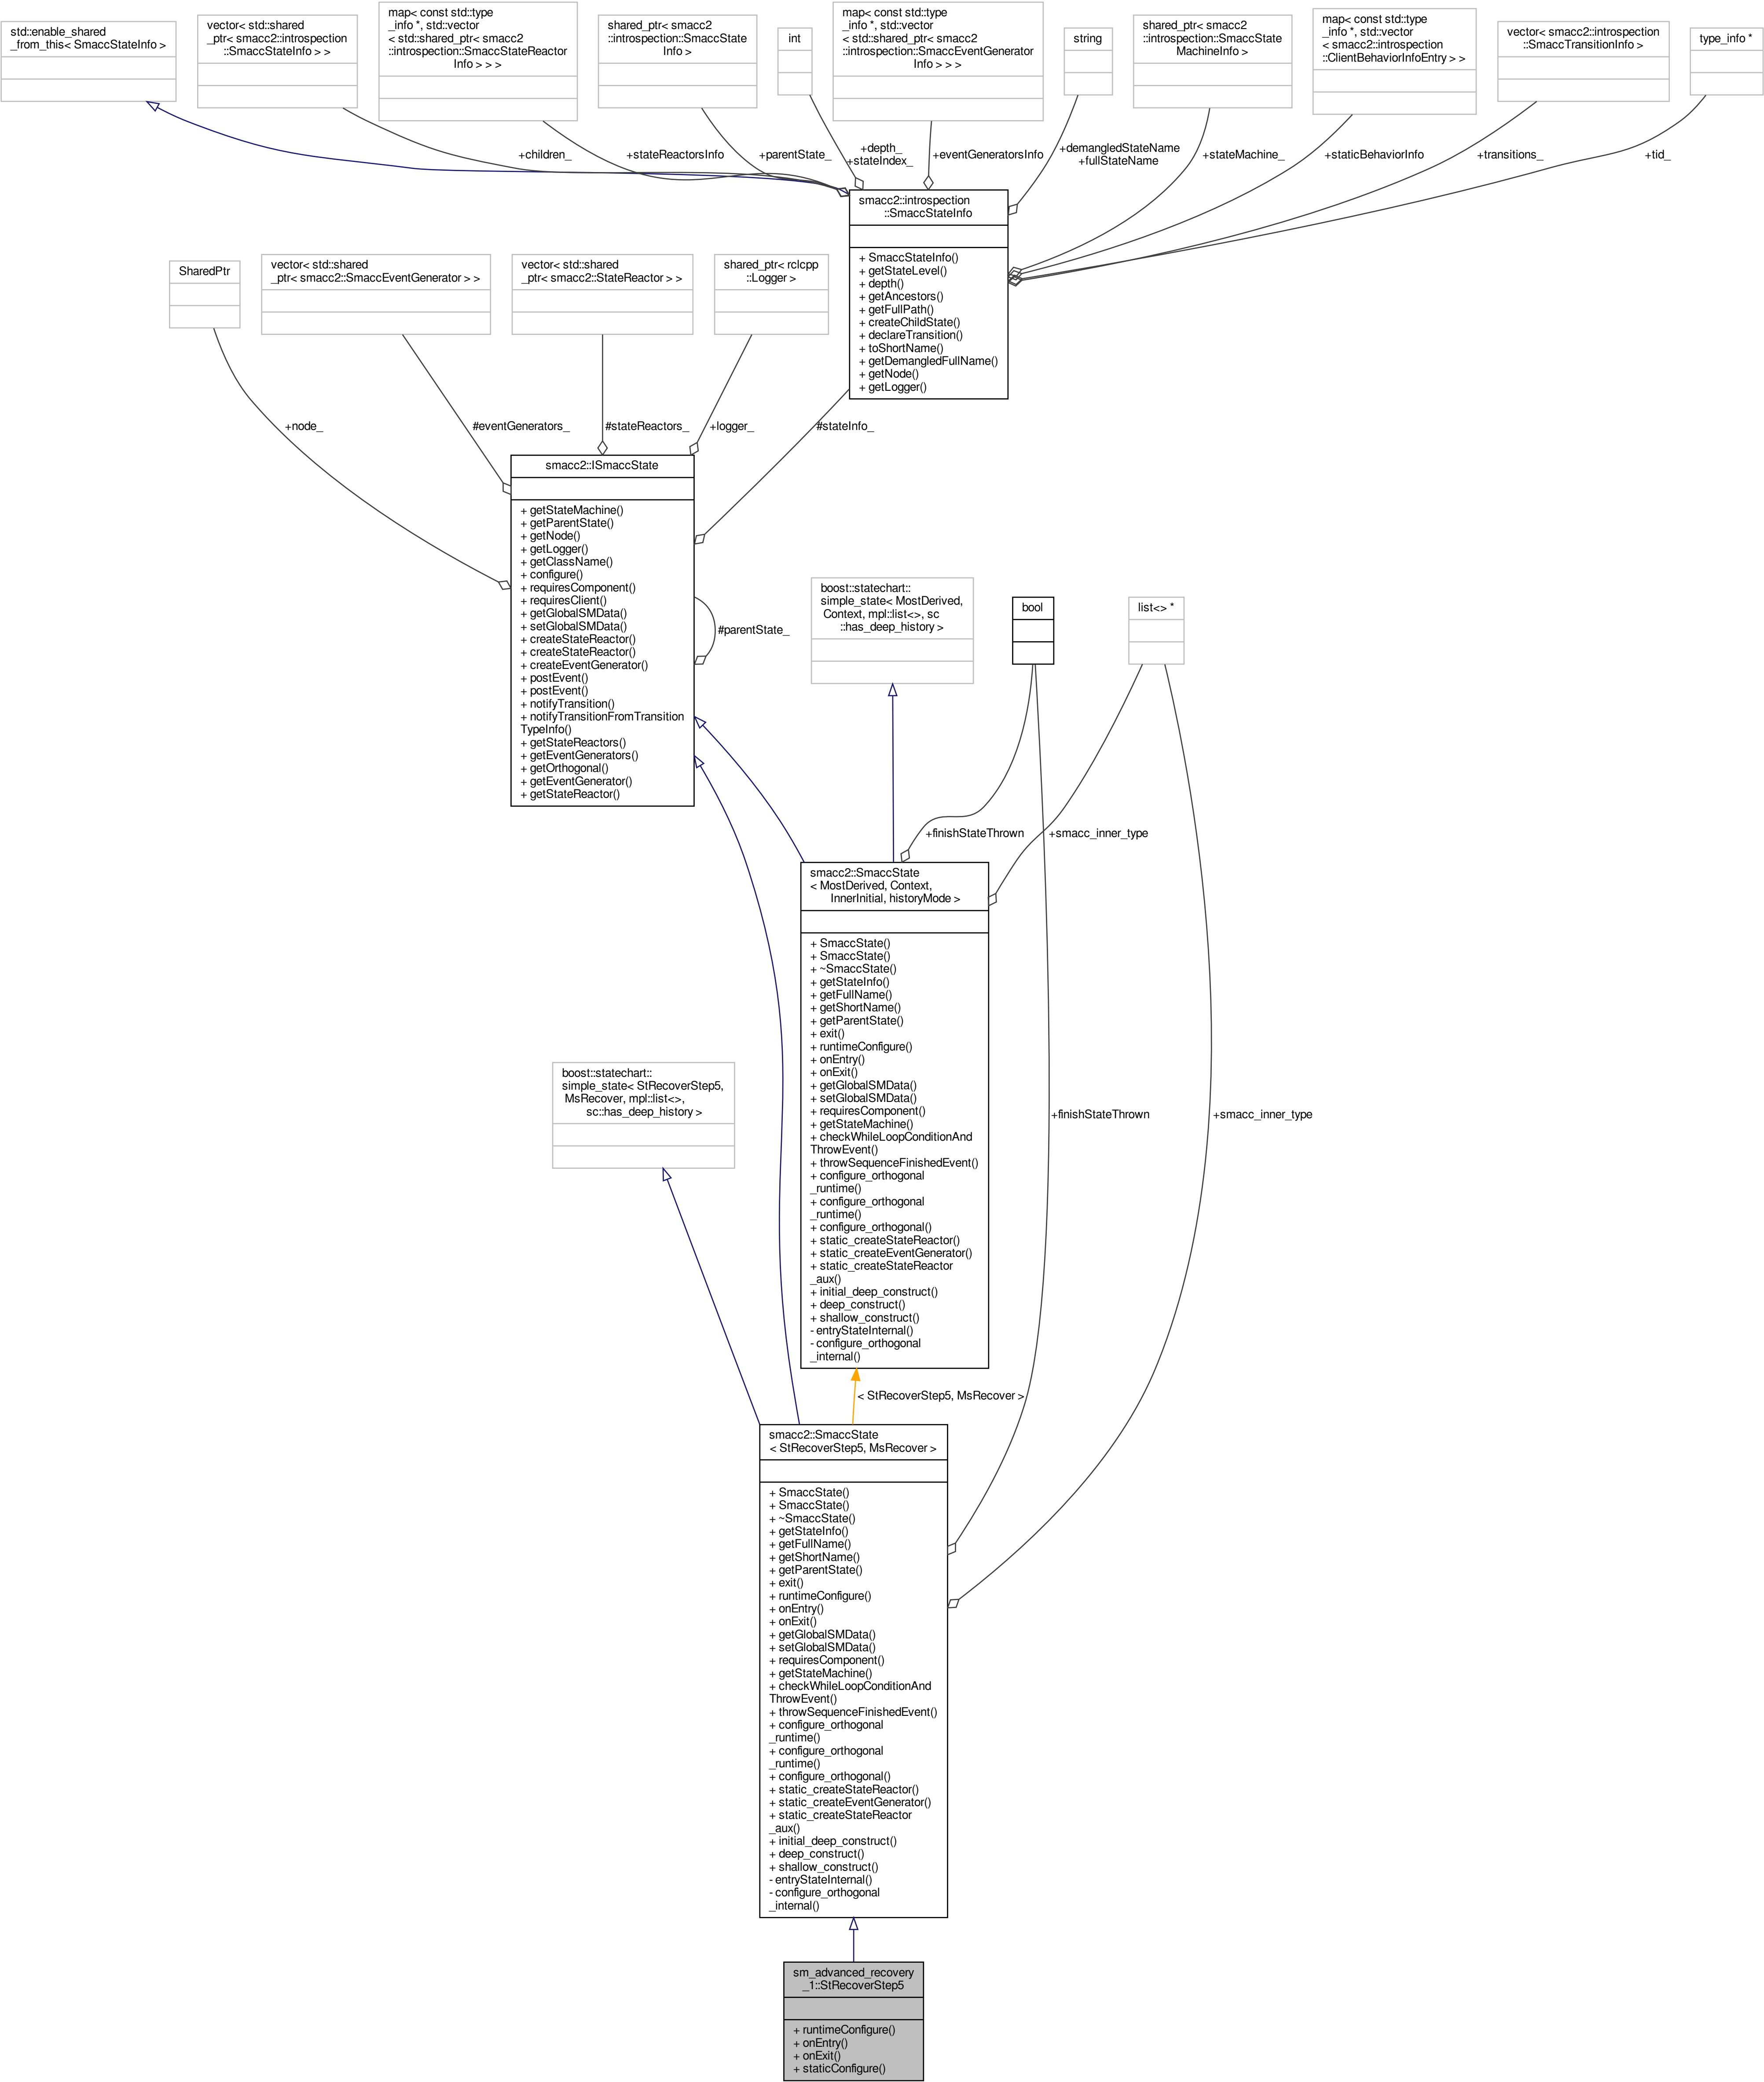 std::enable_shared
_from_this< SmaccStateInfo >
vector< std::shared
_ptr< smacc2::introspection
::SmaccStateInfo > >
map< const std::type
_info *, std::vector
< std::shared_ptr< smacc2
::introspection::SmaccStateReactor
Info > > >
shared_ptr< smacc2
::introspection::SmaccState
Info >
int
map< const std::type
_info *, std::vector
< std::shared_ptr< smacc2
::introspection::SmaccEventGenerator
Info > > >
string
shared_ptr< smacc2
::introspection::SmaccState
MachineInfo >
map< const std::type
_info *, std::vector
< smacc2::introspection
::ClientBehaviorInfoEntry > >
vector< smacc2::introspection
::SmaccTransitionInfo >
type_info *
+children_
+stateReactorsInfo
+parentState_
+depth_
+stateIndex_
+eventGeneratorsInfo
+demangledStateName
+fullStateName
+stateMachine_
+staticBehaviorInfo
+transitions_
+tid_
smacc2::introspection
::SmaccStateInfo
+ SmaccStateInfo()
+ getStateLevel()
+ depth()
+ getAncestors()
+ getFullPath()
+ createChildState()
+ declareTransition()
+ toShortName()
+ getDemangledFullName()
+ getNode()
+ getLogger()
SharedPtr
vector< std::shared
_ptr< smacc2::SmaccEventGenerator > >
vector< std::shared
_ptr< smacc2::StateReactor > >
shared_ptr< rclcpp
::Logger >
+node_
#eventGenerators_
#stateReactors_
+logger_
#stateInfo_
smacc2::ISmaccState
+ getStateMachine()
+ getParentState()
+ getNode()
+ getLogger()
+ getClassName()
+ configure()
+ requiresComponent()
+ requiresClient()
+ getGlobalSMData()
+ setGlobalSMData()
+ createStateReactor()
+ createStateReactor()
+ createEventGenerator()
+ postEvent()
+ postEvent()
+ notifyTransition()
+ notifyTransitionFromTransition
TypeInfo()
+ getStateReactors()
+ getEventGenerators()
+ getOrthogonal()
+ getEventGenerator()
+ getStateReactor()
#parentState_
boost::statechart::
simple_state< MostDerived,
Context, mpl::list<>, sc
::has_deep_history >
bool
list<> *
+finishStateThrown
+smacc_inner_type
smacc2::SmaccState
< MostDerived, Context,
InnerInitial, historyMode >
+ SmaccState()
+ SmaccState()
+ ~SmaccState()
+ getStateInfo()
+ getFullName()
+ getShortName()
+ getParentState()
+ exit()
+ runtimeConfigure()
+ onEntry()
+ onExit()
+ getGlobalSMData()
+ setGlobalSMData()
+ requiresComponent()
+ getStateMachine()
+ checkWhileLoopConditionAnd
ThrowEvent()
+ throwSequenceFinishedEvent()
+ configure_orthogonal
_runtime()
+ configure_orthogonal
_runtime()
+ configure_orthogonal()
+ static_createStateReactor()
+ static_createEventGenerator()
+ static_createStateReactor
_aux()
+ initial_deep_construct()
+ deep_construct()
+ shallow_construct()
- entryStateInternal()
- configure_orthogonal
_internal()
boost::statechart::
simple_state< StRecoverStep5,
MsRecover, mpl::list<>,
sc::has_deep_history >
+finishStateThrown
+smacc_inner_type
< StRecoverStep5, MsRecover >
smacc2::SmaccState
< StRecoverStep5, MsRecover >
+ SmaccState()
+ SmaccState()
+ ~SmaccState()
+ getStateInfo()
+ getFullName()
+ getShortName()
+ getParentState()
+ exit()
+ runtimeConfigure()
+ onEntry()
+ onExit()
+ getGlobalSMData()
+ setGlobalSMData()
+ requiresComponent()
+ getStateMachine()
+ checkWhileLoopConditionAnd
ThrowEvent()
+ throwSequenceFinishedEvent()
+ configure_orthogonal
_runtime()
+ configure_orthogonal
_runtime()
+ configure_orthogonal()
+ static_createStateReactor()
+ static_createEventGenerator()
+ static_createStateReactor
_aux()
+ initial_deep_construct()
+ deep_construct()
+ shallow_construct()
- entryStateInternal()
- configure_orthogonal
_internal()
sm_advanced_recovery
_1::StRecoverStep5
+ runtimeConfigure()
+ onEntry()
+ onExit()
+ staticConfigure()